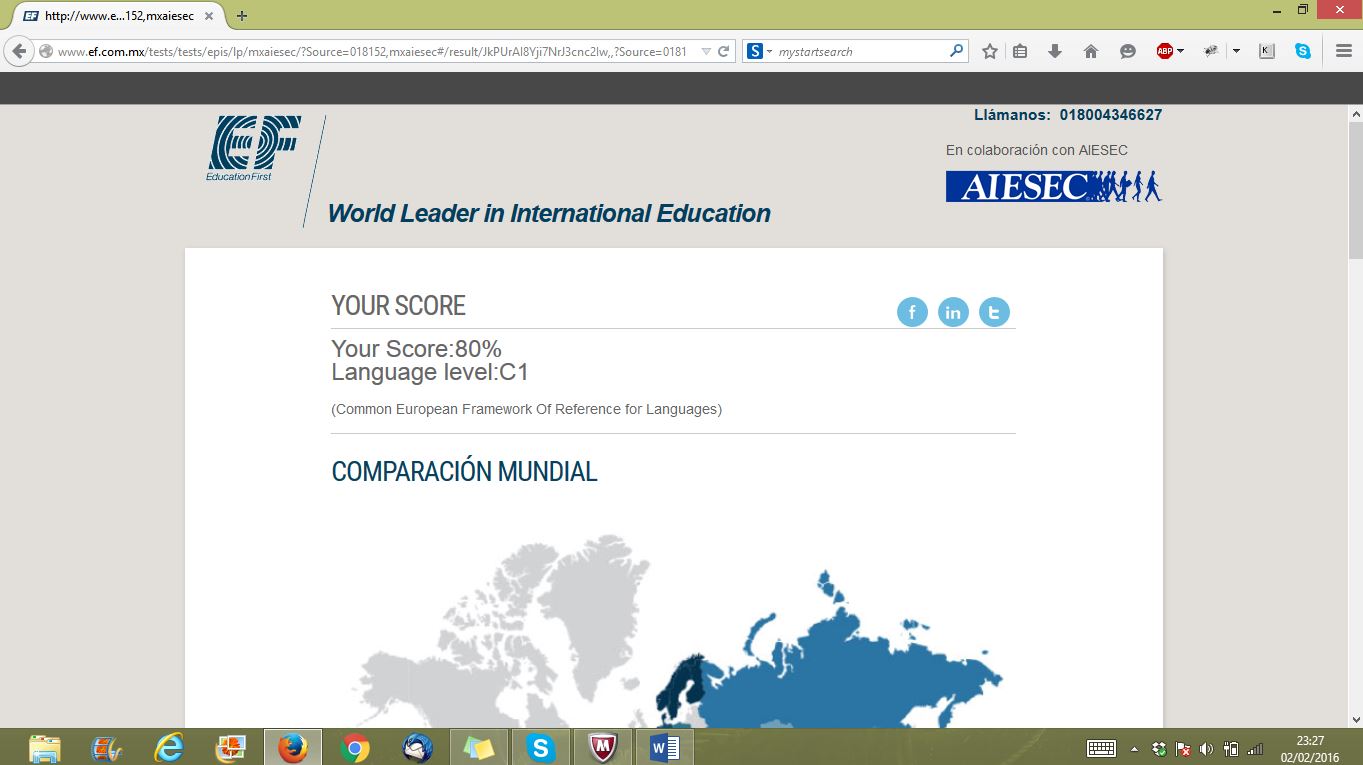 http://www.e...152,mxaiesec
www.ef.com.mx/tests/tests/epis/lp/mxaiesec/?Source=018152,mxaiesec#/result/JkPUrAI8Yji7NrJ3cnc2lw,,?Source=0181
mystartsearch
EF
Education First
World Leader in International Education
Llámanos: 018004346627
En colaboración con AIESEC
AIESEC
YOUR SCORE
Your Score:80%
Language level:C1
(Common European Framework Of Reference for Languages)
COMPARACIÓN MUNDIAL
23:27
02/02/2016